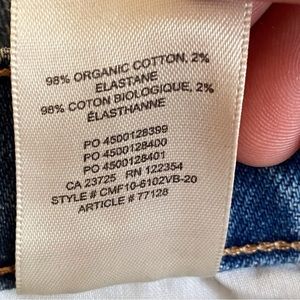 98% ORGANIC COTTON, 2%
ELASTANE
98% COTON BIOLOGIQUE, 2%
ÉLASTHANNE
PO 4500128399
PO 4500128400
PO 4500128401
CA 23725 RN 122354
STYLE # CMF10-6102VB-20
ARTICLE # 77128